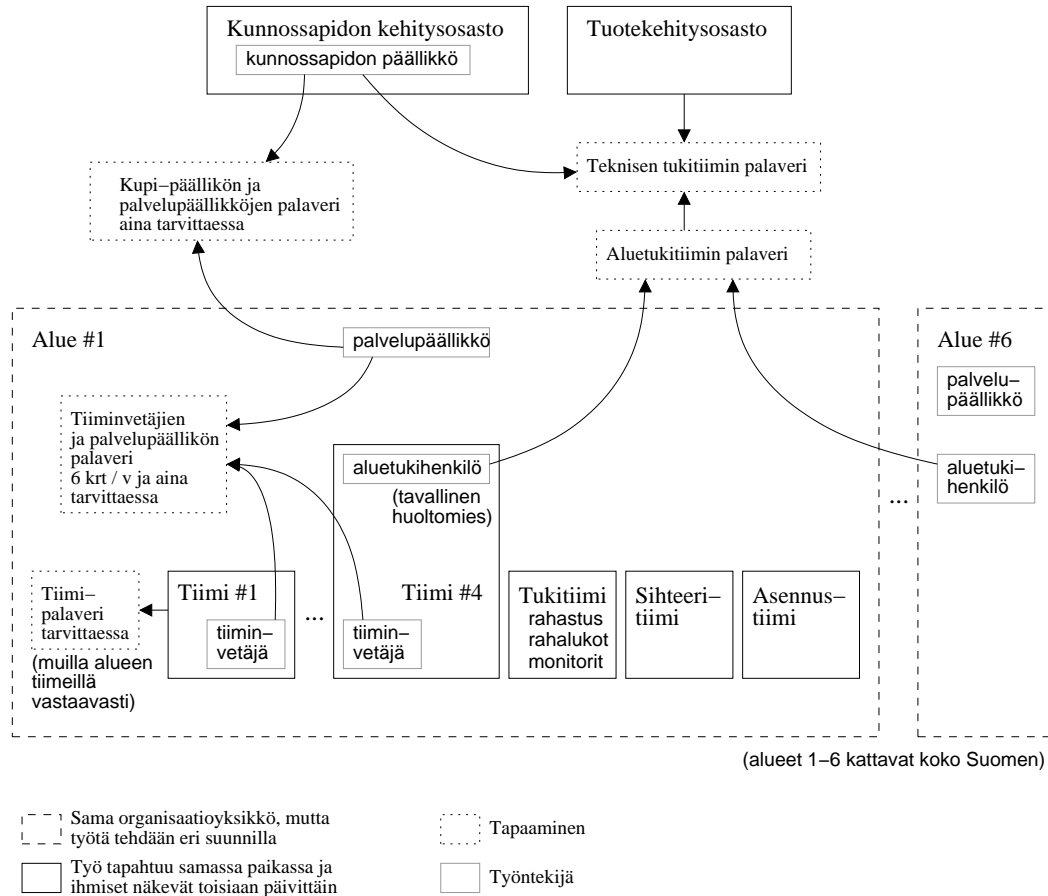 Kunnossapidon kehitysosasto
kunnossapidon päällikkö
Tuotekehitysosasto
Kupi–päällikön ja
palvelupäällikköjen palaveri
aina tarvittaessa
Teknisen tukitiimin palaveri
Aluetukitiimin palaveri
Alue #1
palvelupäällikkö
Tiiminvetäjien
ja palvelupäällikön
palaveri
6 krt / v ja aina
tarvittaessa
aluetukihenkilö
(tavallinen
huoltomies)
Tiimi–
palaveri
tarvittaessa
(muilla alueen
tiimeillä
vastaavasti)
Tiimi #1
tiimin–
vetäjä
...
Tiimi #4
tiimin–
vetäjä
Tukitiimi
rahastus
rahalukot
monitorit
Sihteeri–
tiimi
Asennus–
tiimi
...
Alue #6
palvelu–
päällikkö
aluetuki–
henkilö
(alueet 1–6 kattavat koko Suomen)
Sama organisaatioyksikkö, mutta
työtä tehdään eri suunnilla
Työ tapahtuu samassa paikassa ja
ihmiset näkevät toisiaan päivittäin
Tapaaminen
Työntekijä